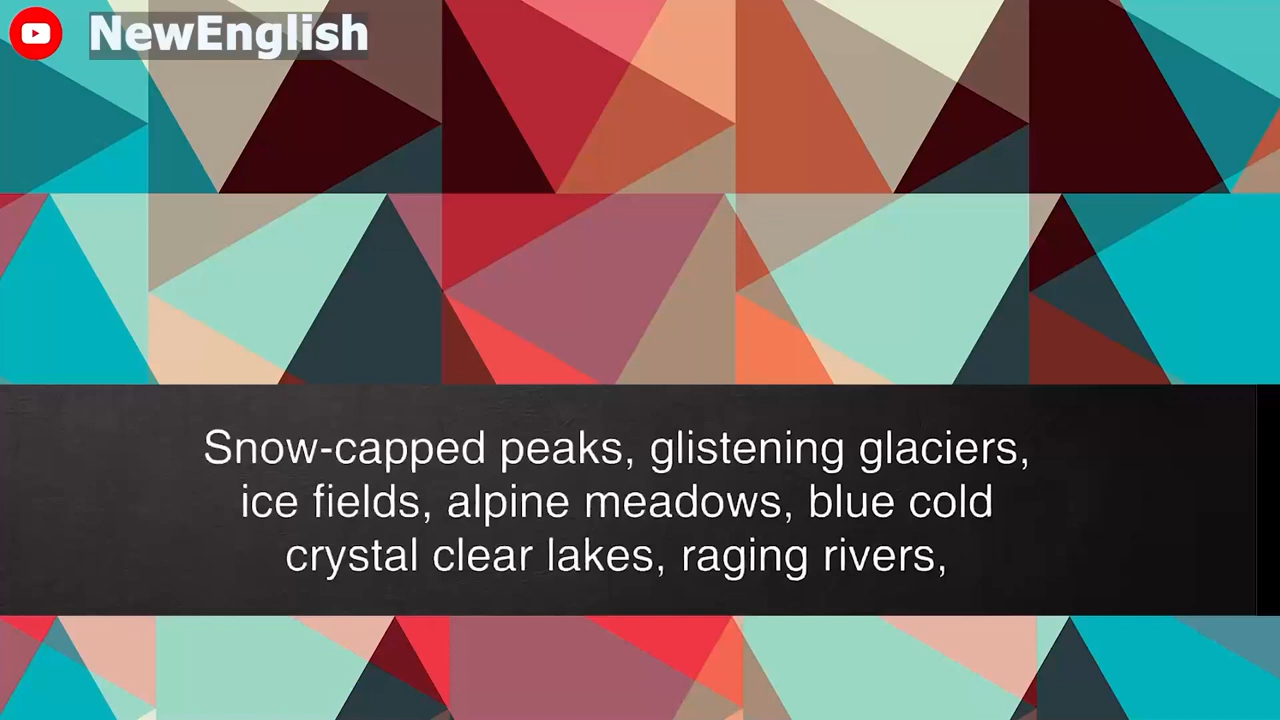 NewEnglish
Snow-capped peaks, glistening glaciers,
ice fields, alpine meadows, blue cold
crystal clear lakes, raging rivers,